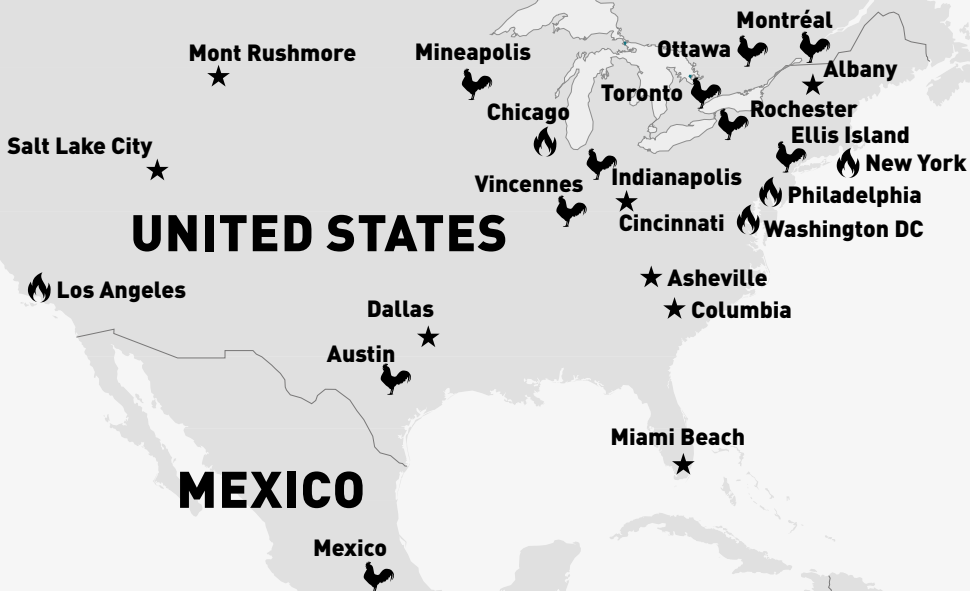 Montréal
Mont Rushmore
Mineapolis
Ottawa
Albany
Toronto
Chicago
Rochester
Ellis Island
Salt Lake City
New York
Indianapolis
Vincennes
Philadelphia
Cincinnati
Washington DC
UNITED STATES
Asheville
Los Angeles
Dallas
Columbia
Austin
Miami Beach
MEXICO
Mexico